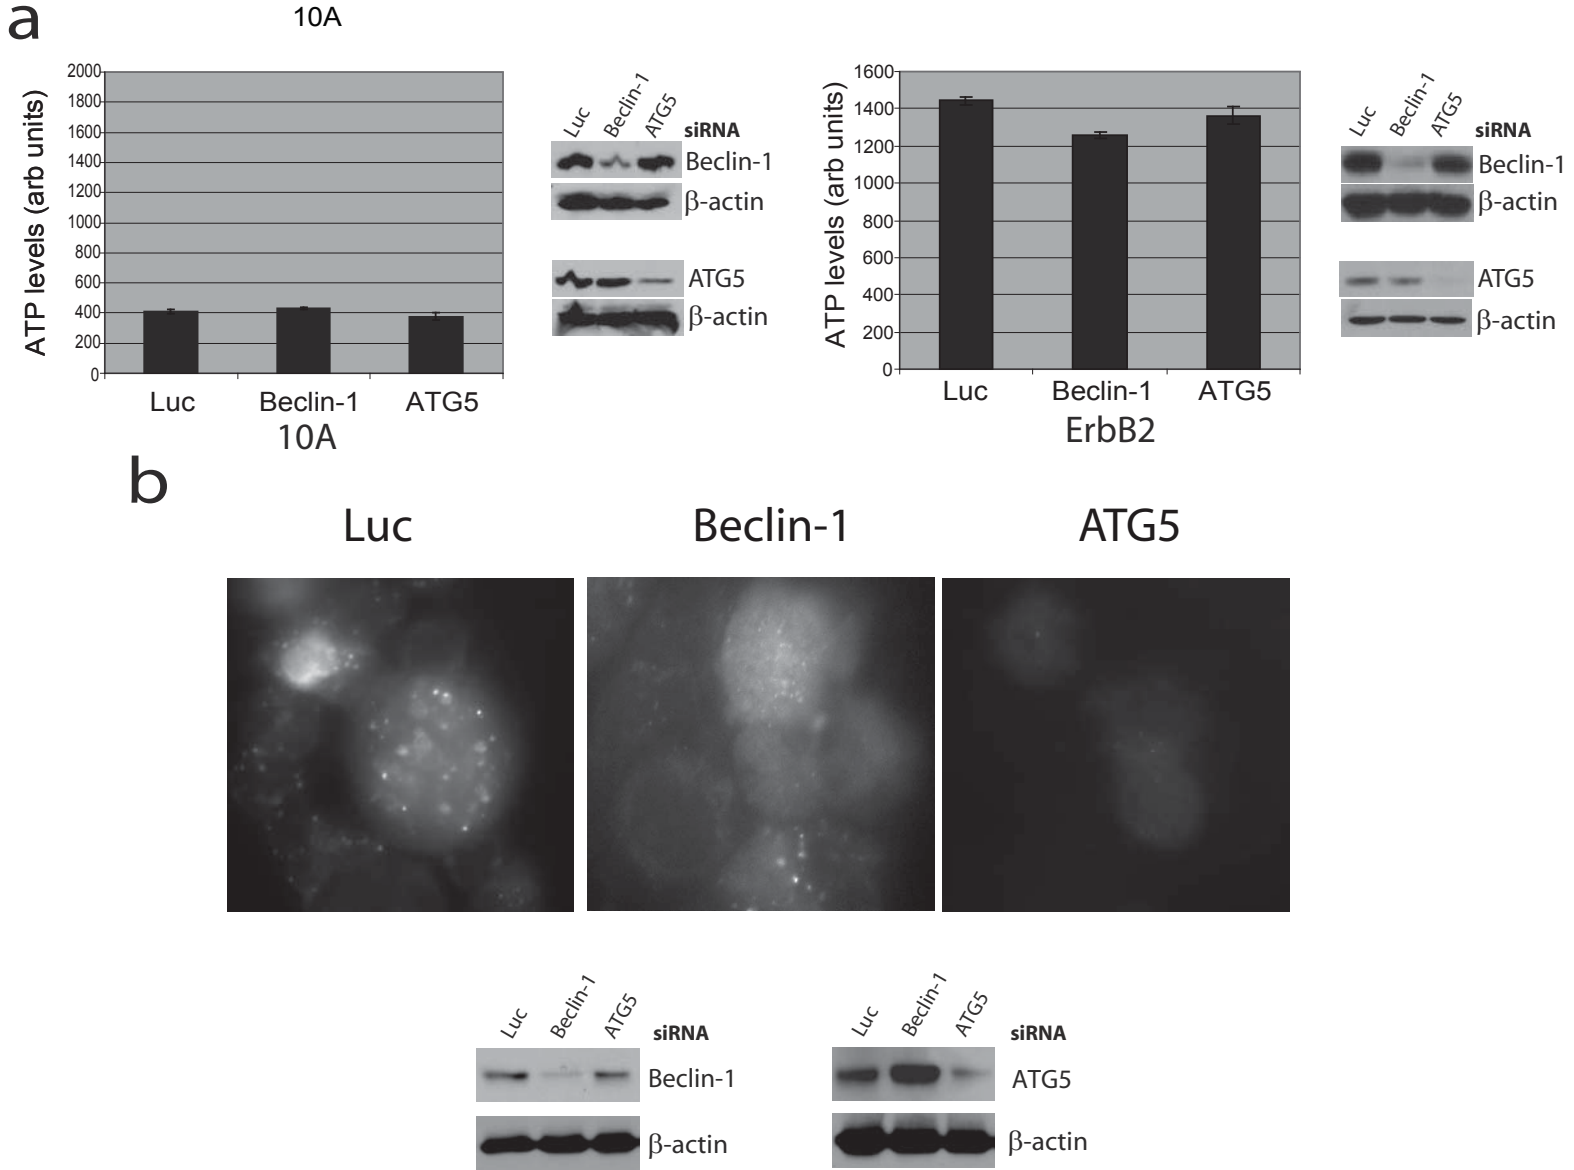 a
10A
ATP levels (arb units)
2000
1800
1600
1400
1200
1000
800
600
400
200
0
Luc Beclin-1 ATG5
10A
Luc Beclin-1 ATG5 siRNA
Beclin-1
β-actin
ATG5
β-actin
ATP levels (arb units)
1600
1400
1200
1000
800
600
400
200
0
Luc Beclin-1 ATG5
ErbB2
Luc Beclin-1 ATG5 siRNA
Beclin-1
β-actin
ATG5
β-actin
b
Luc Beclin-1 ATG5
Luc Beclin-1 ATG5 siRNA
Beclin-1
β-actin
Luc Beclin-1 ATG5 siRNA
ATG5
β-actin